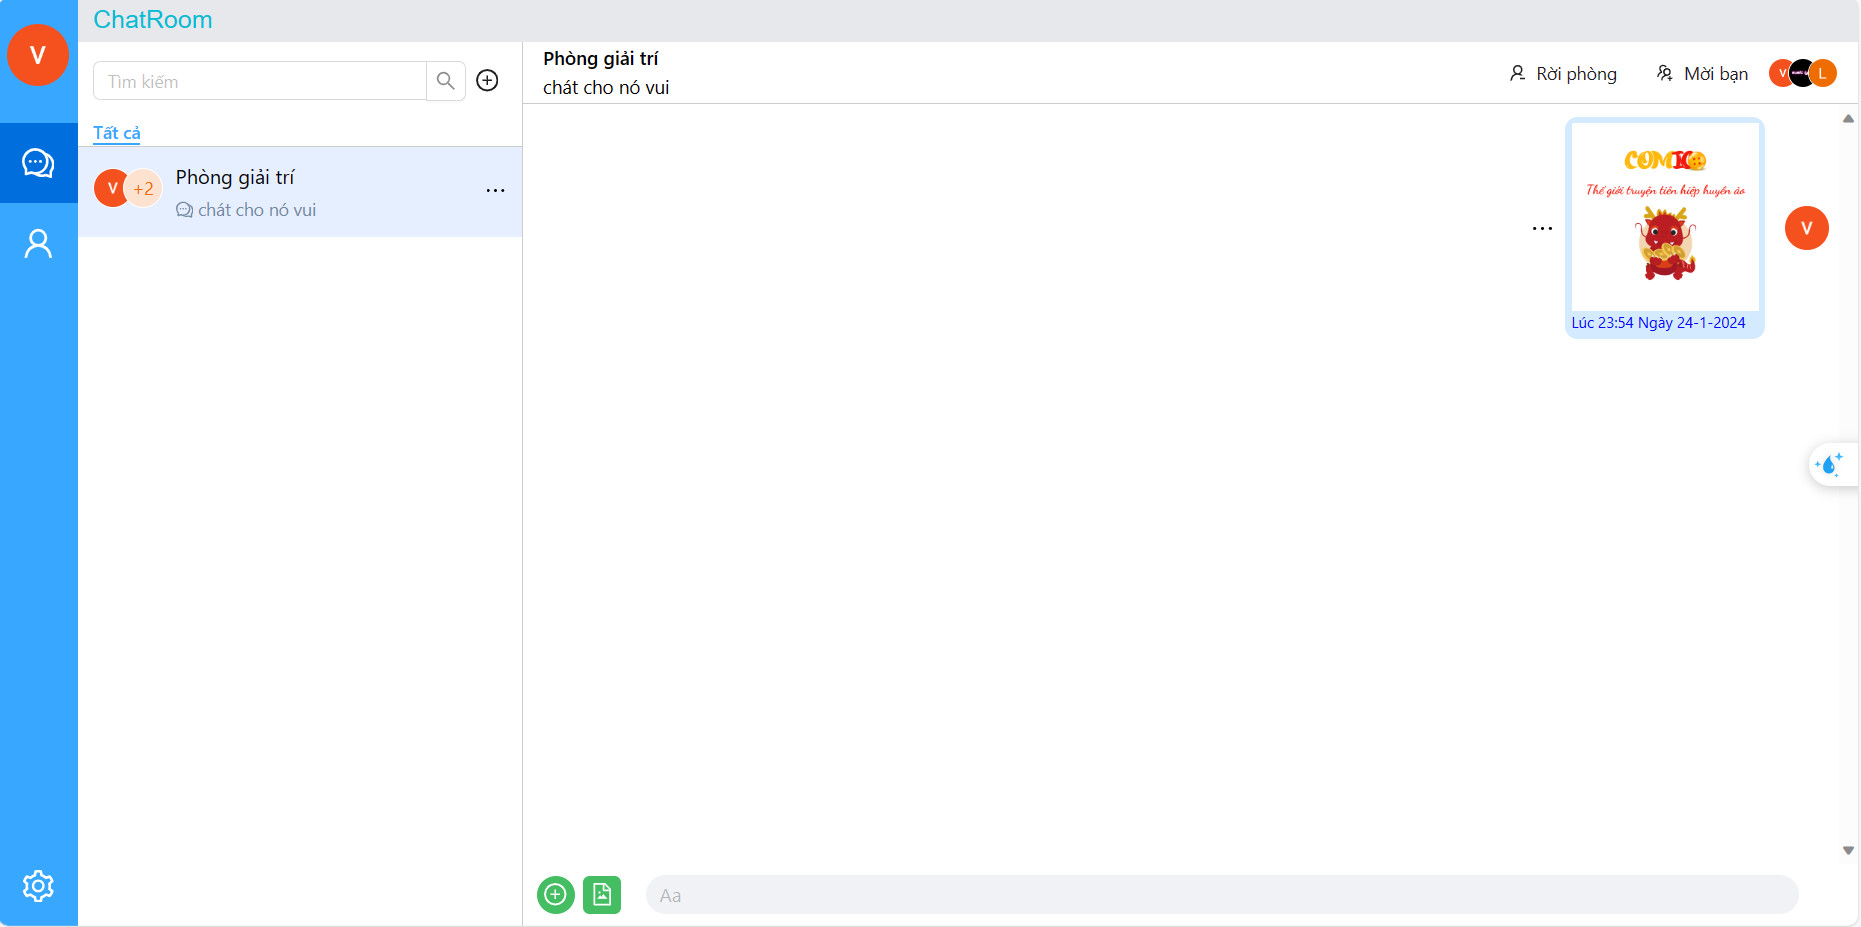 ChatRoom
V
Tìm kiếm
Tất cả
V +2
Phòng giải trí
chát cho nó vui
Phòng giải trí
chát cho nó vui
Rời phòng
Mời bạn
V
L
COMIC
Thế giới truyện tiên hiệp huyền ảo
Lúc 23:54 Ngày 24-1-2024
V
Aa